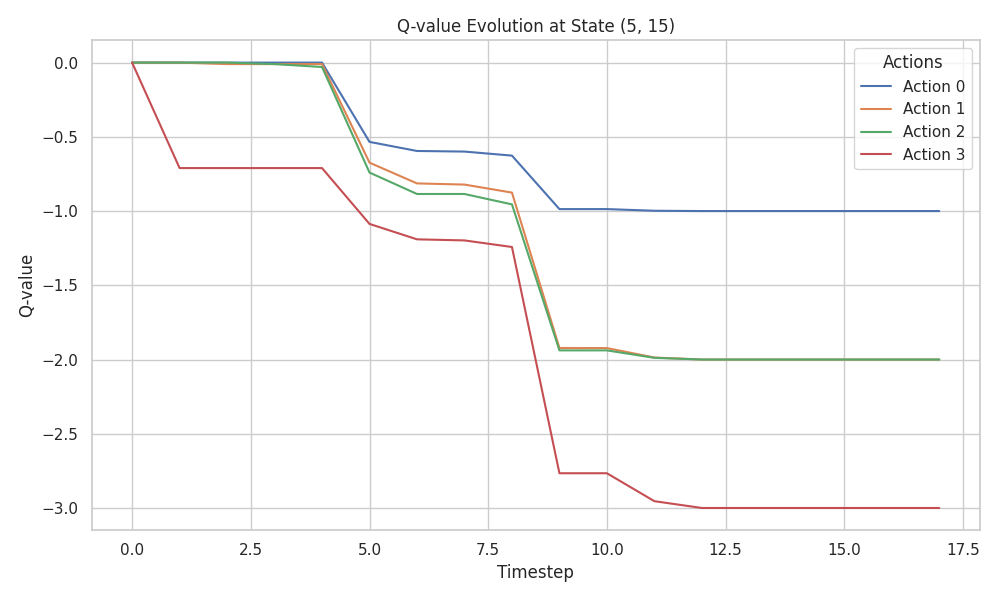 Q-value Evolution at State (5, 15)
Actions
Action 0
Action 1
Action 2
Action 3
Q-value
0.0
−0.5
−1.0
−1.5
−2.0
−2.5
−3.0
0.0 2.5 5.0 7.5 10.0 12.5 15.0 17.5
Timestep